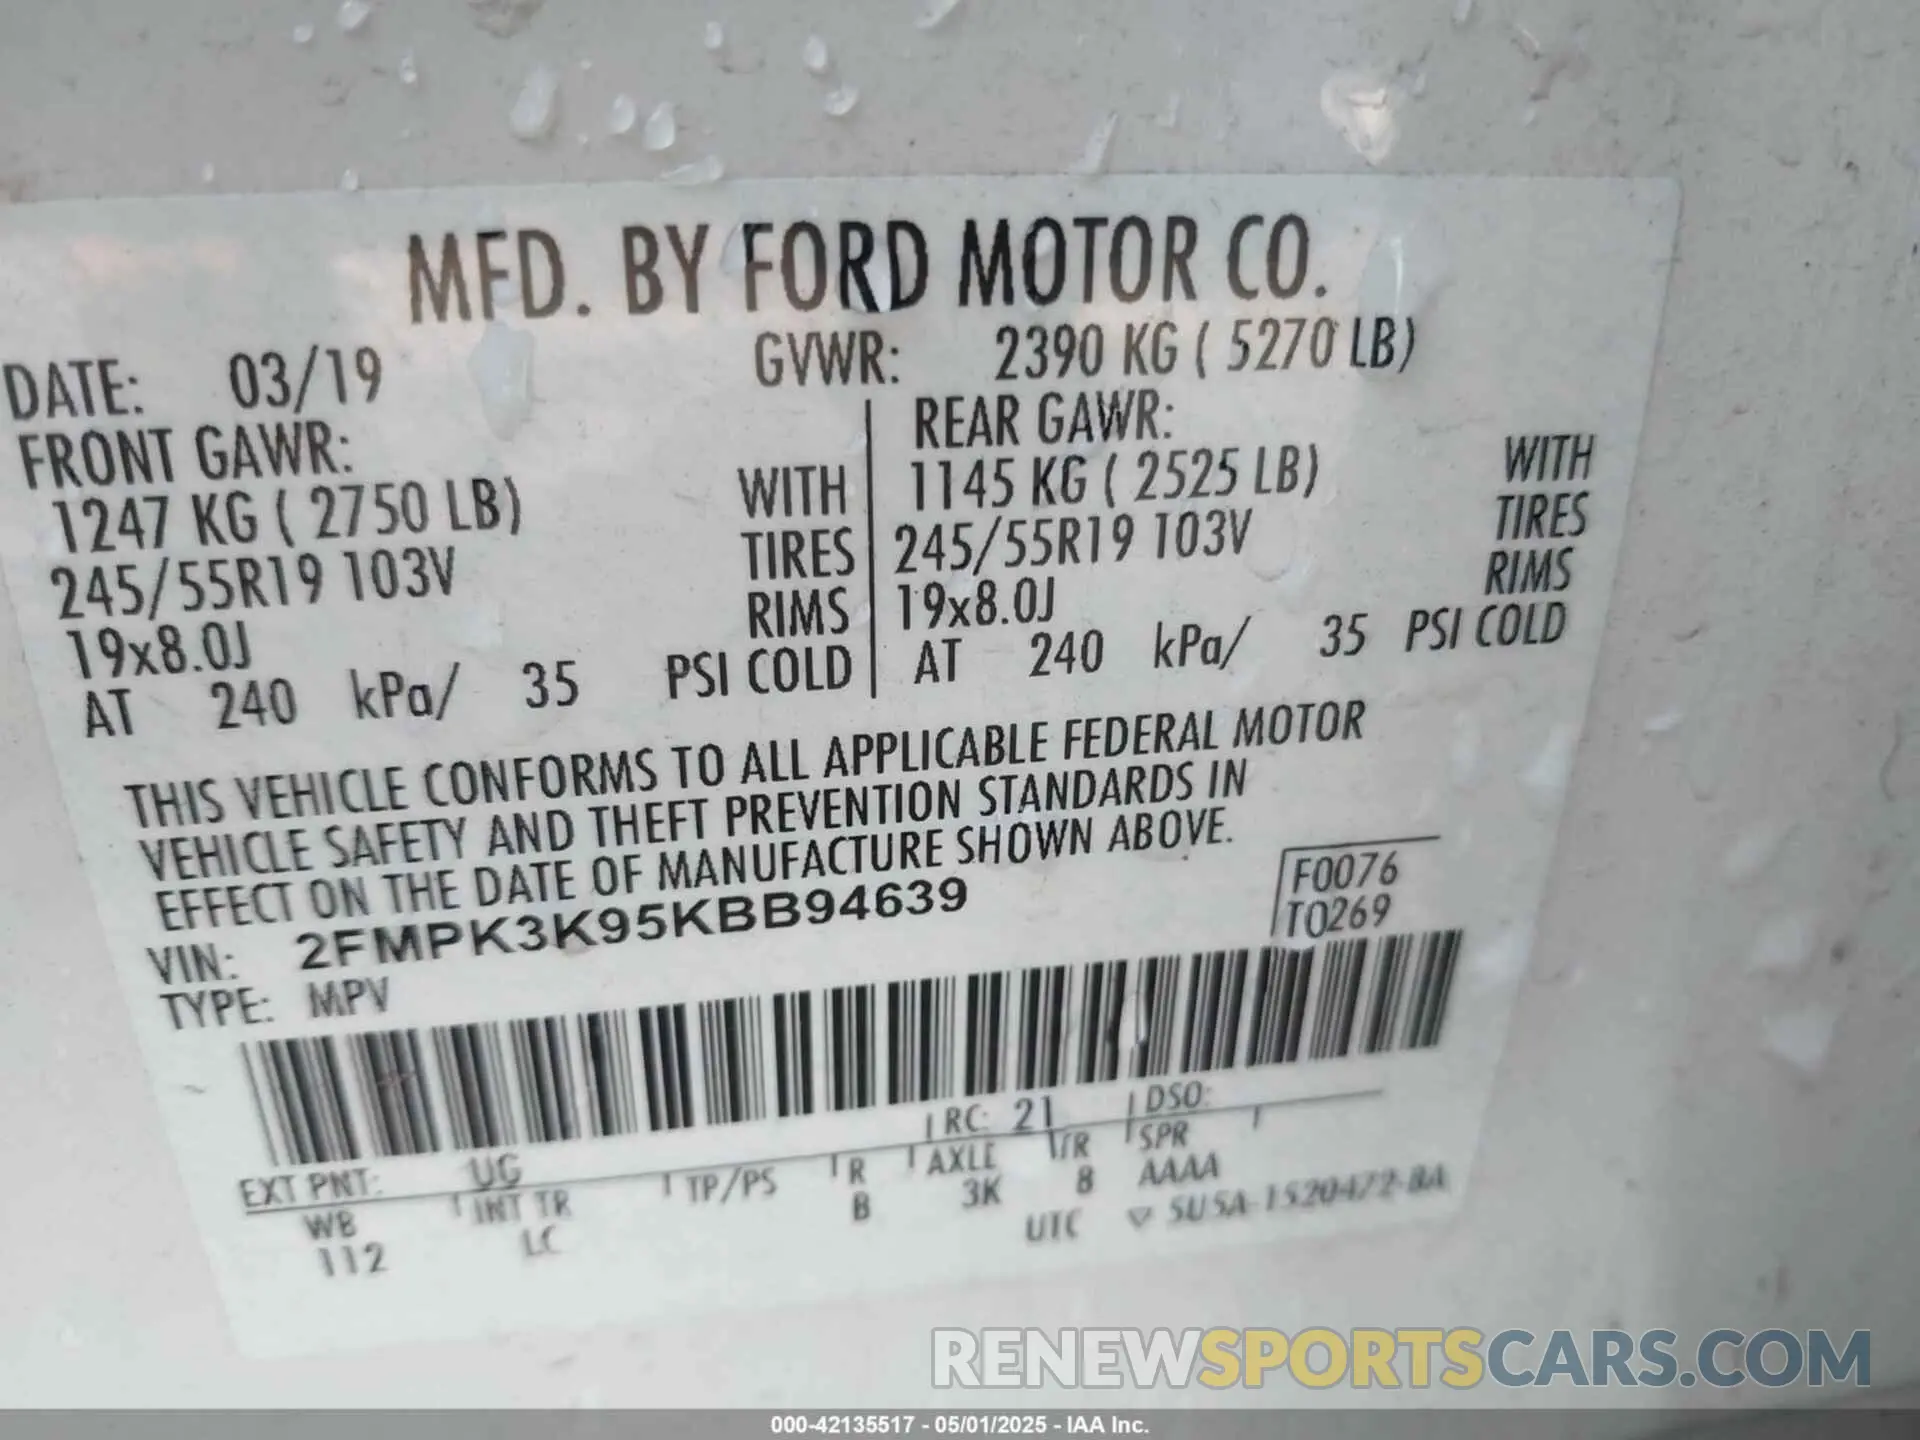 MFD. BY FORD MOTOR CO.
DATE: 03/19 GVWR: 2390 KG ( 5270 LB)
FRONT GAWR: REAR GAWR:
1247 KG ( 2750 LB) WITH 1145 KG ( 2525 LB) WITH
245/55R19 103V TIRES 245/55R19 103V TIRES
19x8.0J RIMS 19x8.0J RIMS
AT 240 kPa/ 35 PSI COLD AT 240 kPa/ 35 PSI COLD
THIS VEHICLE CONFORMS TO ALL APPLICABLE FEDERAL MOTOR
VEHICLE SAFETY AND THEFT PREVENTION STANDARDS IN
EFFECT ON THE DATE OF MANUFACTURE SHOWN ABOVE.
VIN: 2FMPK3K95KBB94639 F0076
TYPE: MPV T0269
EXT PNT: UG RC: 21 DSO:
WB INT TR TP/PS R AXLE TR SPR
112 LC B 3K 8 AAAA
UTC
RENEWSPORTSCARS.COM
000-42135517 - 05/01/2025 - IAA Inc.